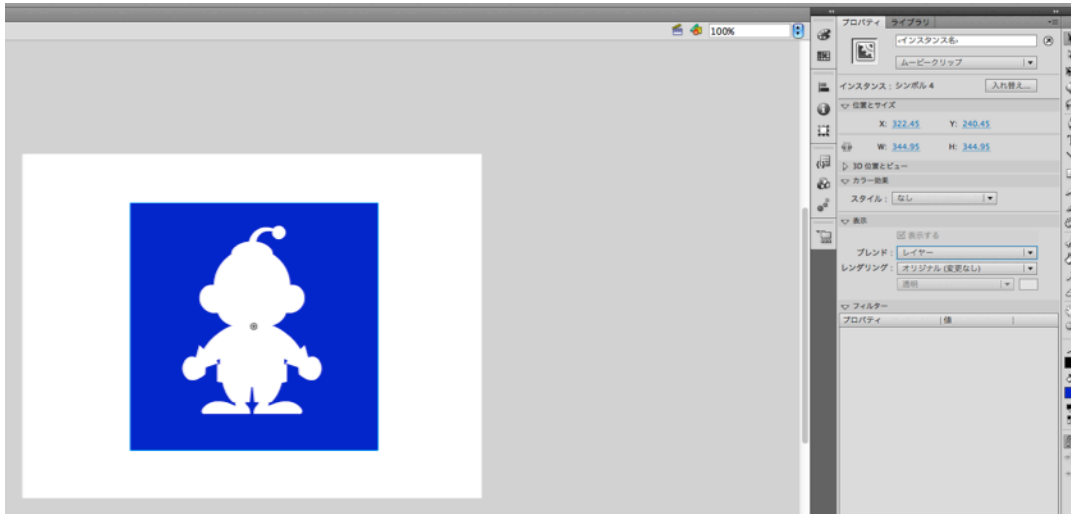 100%
プロパティ ライブラリ
<インスタンス名>
ムービークリップ
インスタンス : シンボル 4 入れ替え...
位置とサイズ
X: 322.45 Y: 240.45
W: 344.95 H: 344.95
3D 位置とビュー
カラー効果
スタイル : なし
表示
表示する
ブレンド : レイヤー
レンダリング : オリジナル (変更なし)
透明
フィルター
プロパティ 値